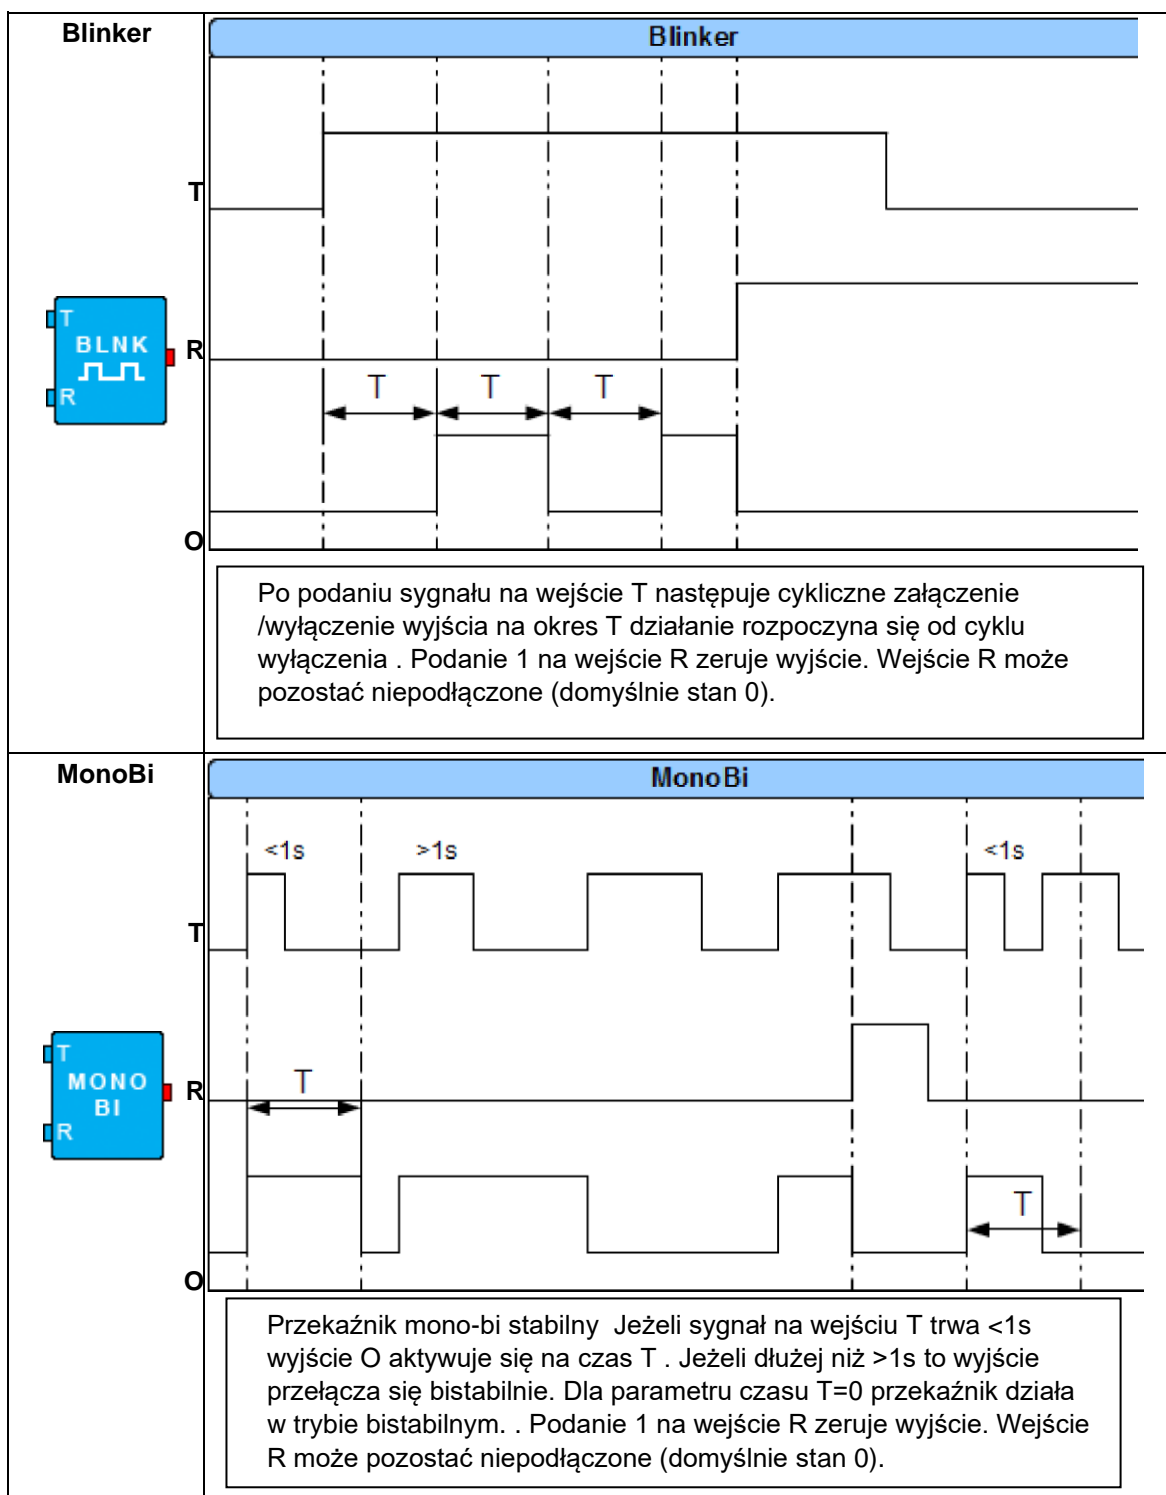 Blinker
Blinker
T
T
BLNK
R
R
T T T
O
Po podaniu sygnału na wejście T następuje cykliczne załączenie
/wyłączenie wyjścia na okres T działanie rozpoczyna się od cyklu
wyłączenia . Podanie 1 na wejście R zeruje wyjście. Wejście R może
pozostać niepodłączone (domyślnie stan 0).
MonoBi
MonoBi
<1s >1s <1s
T
T
MONO
BI
R
R
T
T
O
Przekaźnik mono-bi stabilny  Jeżeli sygnał na wejściu T trwa <1s
wyjście O aktywuje się na czas T . Jeżeli dłużej niż >1s to wyjście
przełącza się bistabilnie. Dla parametru czasu T=0 przekaźnik działa
w trybie bistabilnym. . Podanie 1 na wejście R zeruje wyjście. Wejście
R może pozostać niepodłączone (domyślnie stan 0).